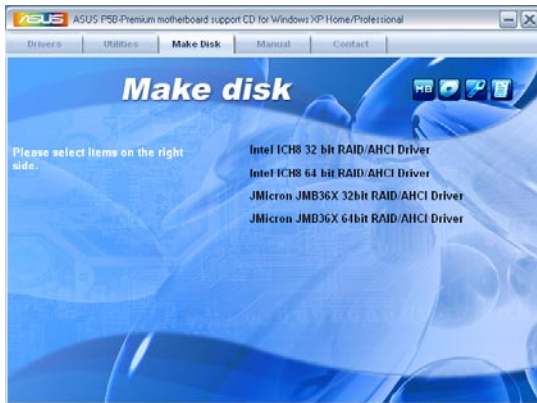 ASUS ASUS P5B-Premium motherboard support CD for Windows XP Home/Professional
Drivers Utilities Make Disk Manual Contact
Make disk
MB
Please select items on the right
side.
Intel ICH8 32 bit RAID/AHCI Driver
Intel ICH8 64 bit RAID/AHCI Driver
JMicron JMB36X 32bit RAID/AHCI Driver
JMicron JMB36X 64bit RAID/AHCI Driver